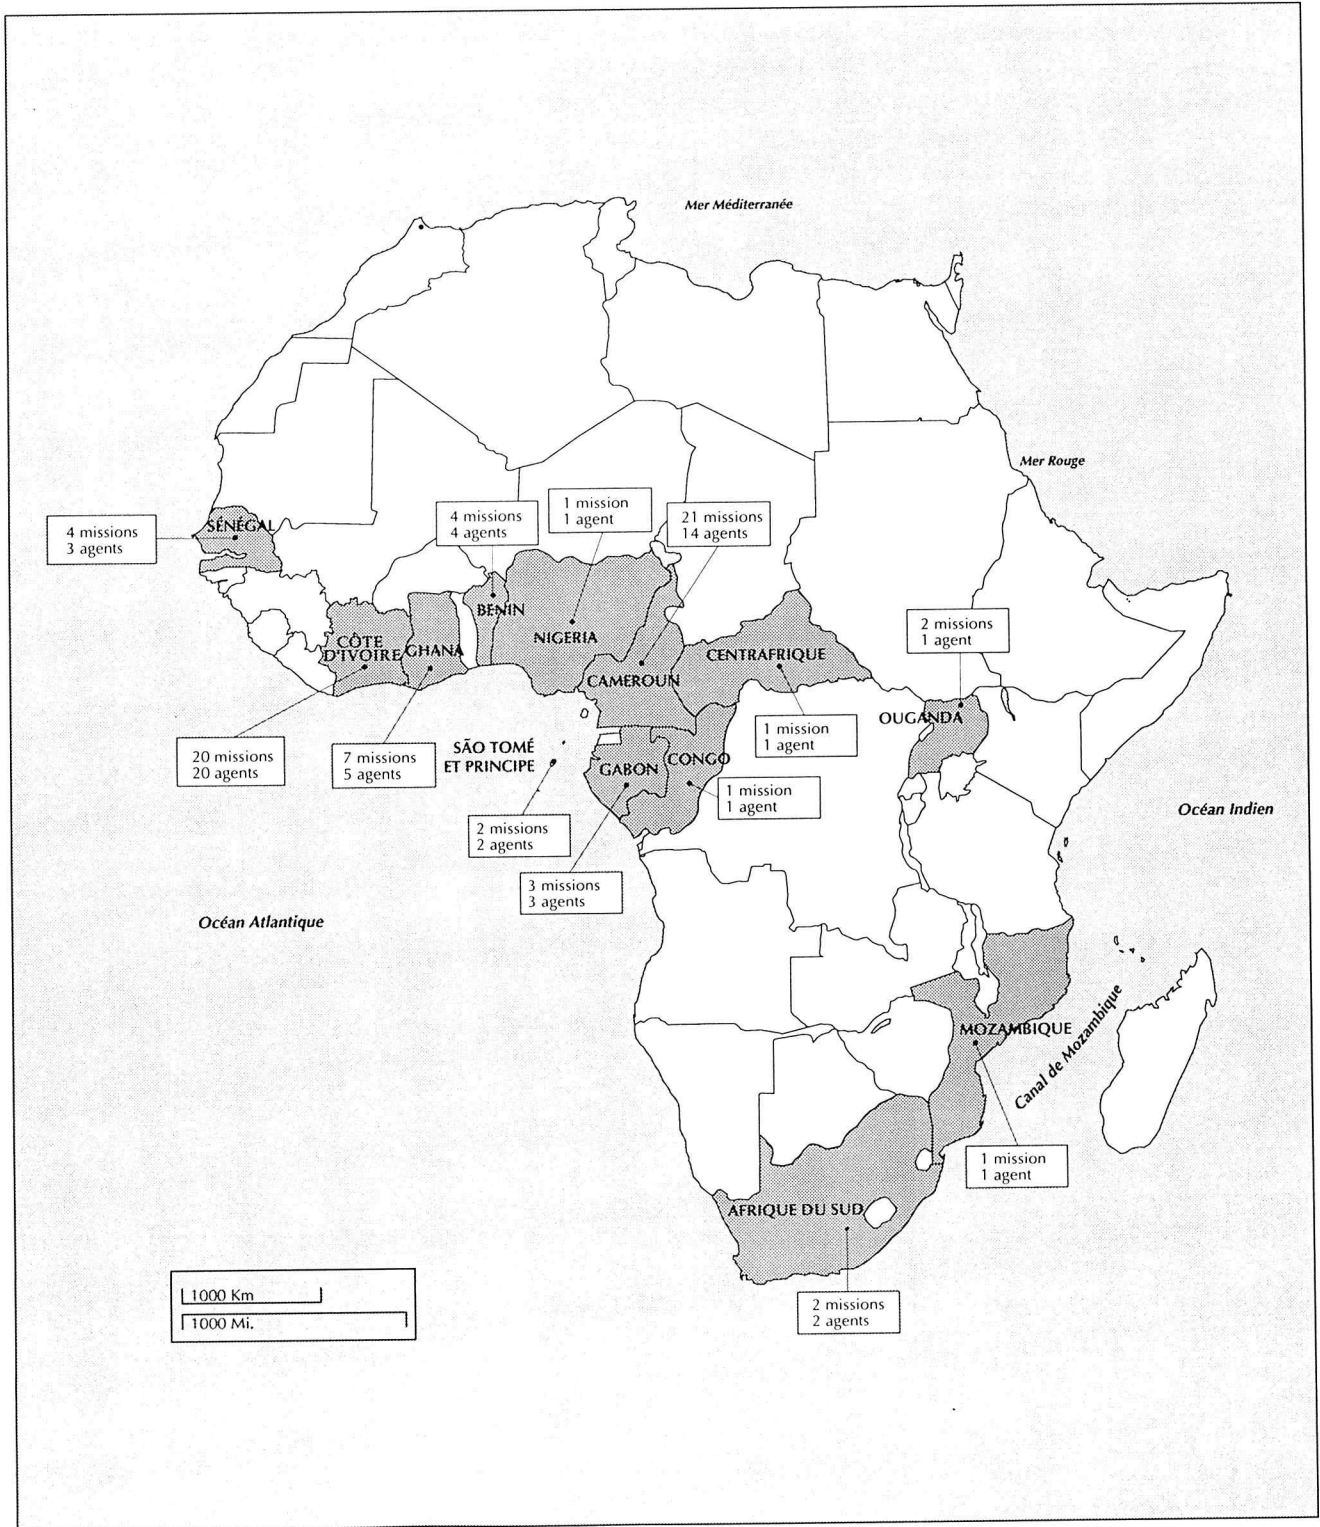 Mer Méditerranée
Mer Rouge
1 mission
1 agent
4 missions
4 agents
21 missions
14 agents
4 missions
3 agents
SÉNÉGAL
BENIN
2 missions
1 agent
NIGERIA
CÔTE
D'IVOIRE
GHANA
CENTRAFRIQUE
CAMEROUN
OUGANDA
20 missions
20 agents
7 missions
5 agents
SÃO TOMÉ
ET PRINCIPE
GABON
CONGO
1 mission
1 agent
1 mission
1 agent
Océan Indien
2 missions
2 agents
3 missions
3 agents
Océan Atlantique
MOZAMBIQUE
Canal de Mozambique
1 mission
1 agent
AFRIQUE DU SUD
1000 Km
1000 Mi.
2 missions
2 agents